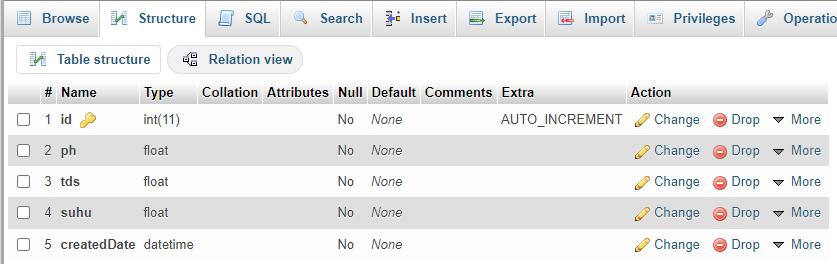 Browse Structure SQL Search Insert Export Import Privileges Operatio
Table structure Relation view
# Name Type Collation Attributes Null Default Comments Extra Action
1 id int(11) No None AUTO_INCREMENT Change Drop More
2 ph float No None Change Drop More
3 tds float No None Change Drop More
4 suhu float No None Change Drop More
5 createdDate datetime No None Change Drop More